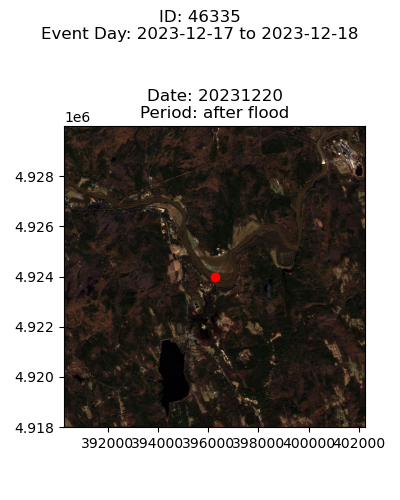 ID: 46335
Event Day: 2023-12-17 to 2023-12-18
Date: 20231220
Period: after flood
1e6
4.928
4.926
4.924
4.922
4.920
4.918
392000 394000 396000 398000 400000 402000